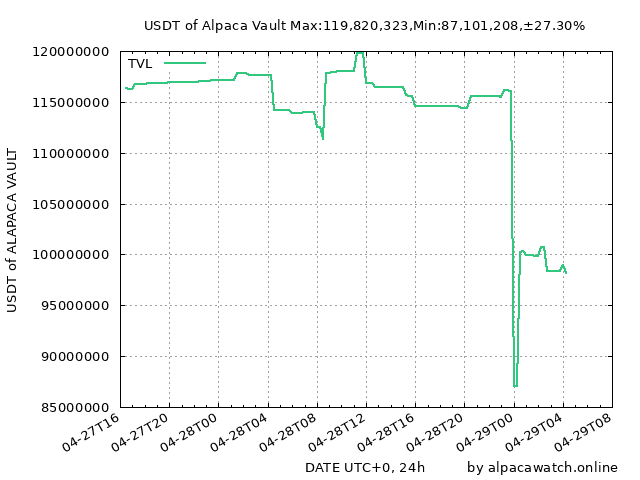 USDT of Alpaca Vault Max:119,820,323,Min:87,101,208,±27.30%
TVL
120000000
115000000
110000000
105000000
100000000
95000000
90000000
85000000
USDT of ALAPACA VAULT
04-27T16
04-27T20
04-28T00
04-28T04
04-28T08
04-28T12
04-28T16
04-28T20
04-29T00
04-29T04
04-29T08
DATE UTC+0, 24h
by alpacawatch.online